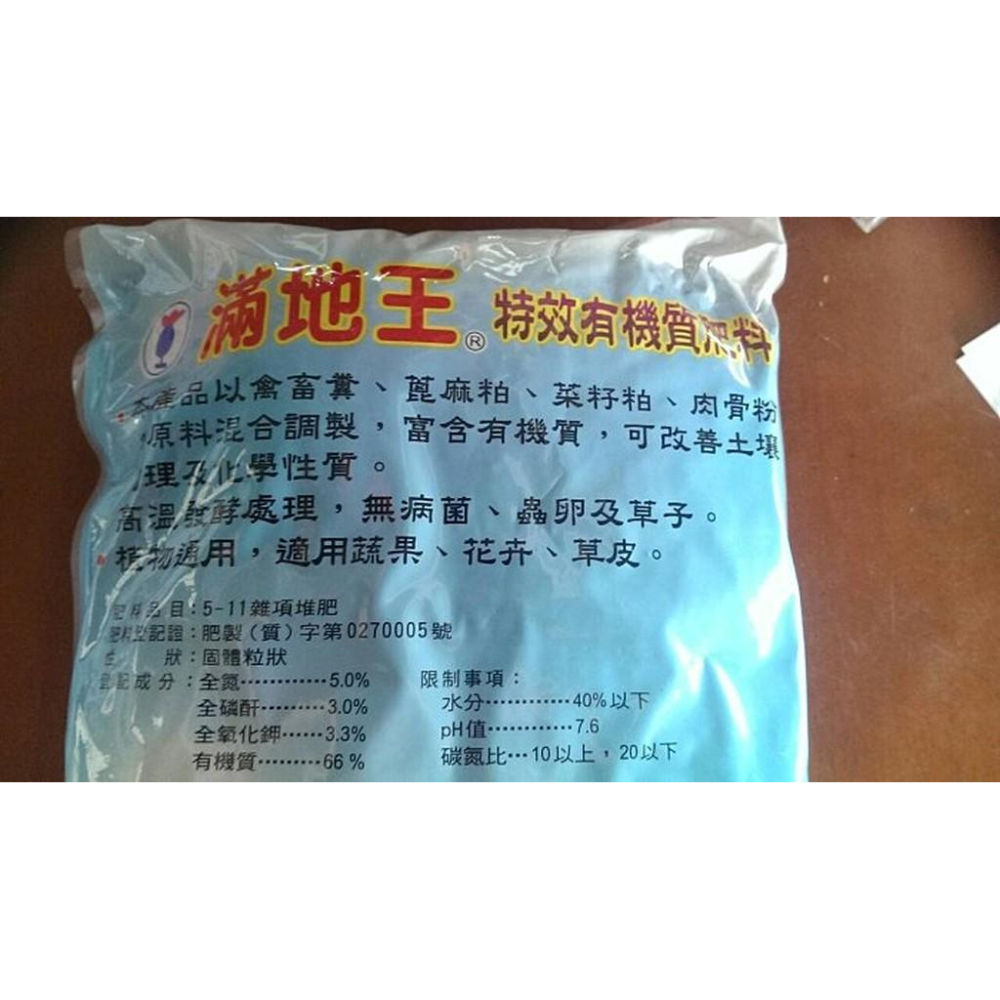 滿地王® 特效有機質肥料
本產品以禽畜糞、蓖麻粕、菜籽粕、肉骨粉
原料混合調製,富含有機質,可改善土壤
理及化學性質。
高溫發酵處理,無病菌、蟲卵及草子。
植物通用,適用蔬果、花卉、草皮。
肥料品目:5-11雜項堆肥
肥料登記證:肥製(質)字第0270005號
狀:固體粒狀
登記成分:全氮…………5.0% 限制事項:
全磷酐………3.0% 水分…………40%以下
全氧化鉀……3.3% pH值…………7.6
有機質………66 % 碳氮比…10以上,20以下